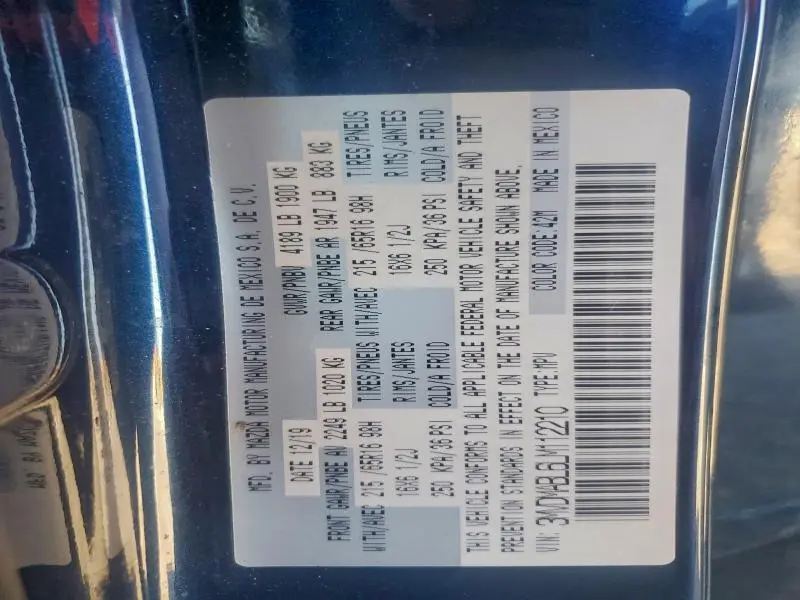 MFD. BY MAZDA MOTOR MANUFACTURING DE MEXICO S.A. DE C.V.
DATE 12/19 GVWR/PNBV 4189 LB 1900 KG
FRONT GAWR/PNBE AV 2249 LB 1020 KG REAR GAWR/PNBE AR 1947 LB 883 KG
WITH/AVEC 215 /65R16 98H TIRES/PNEUS WITH/AVEC 215 /65R16 98H TIRES/PNEUS
16X6 1/2J RIMS/JANTES 16X6 1/2J RIMS/JANTES
250 KPA/36 PSI COLD/A FROID 250 KPA/36 PSI COLD/A FROID
THIS VEHICLE CONFORMS TO ALL APPLICABLE FEDERAL MOTOR VEHICLE SAFETY AND THEFT
PREVENTION STANDARDS IN EFFECT ON THE DATE OF MANUFACTURE SHOWN ABOVE.
VIN: 3MVDMABL6LM112210 TYPE:MPV COLOR CODE:42M MADE IN MEXICO